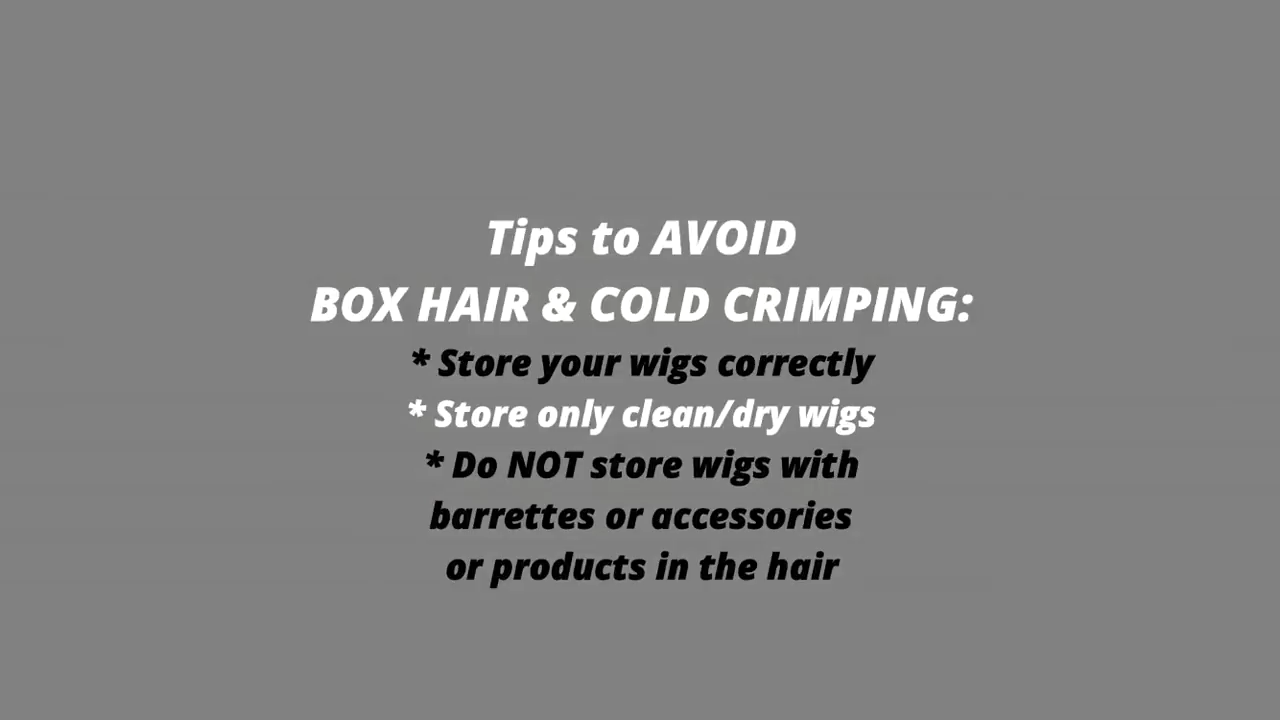 Tips to AVOID
BOX HAIR & COLD CRIMPING:
* Store your wigs correctly
* Store only clean/dry wigs
* Do NOT store wigs with
barrettes or accessories
or products in the hair